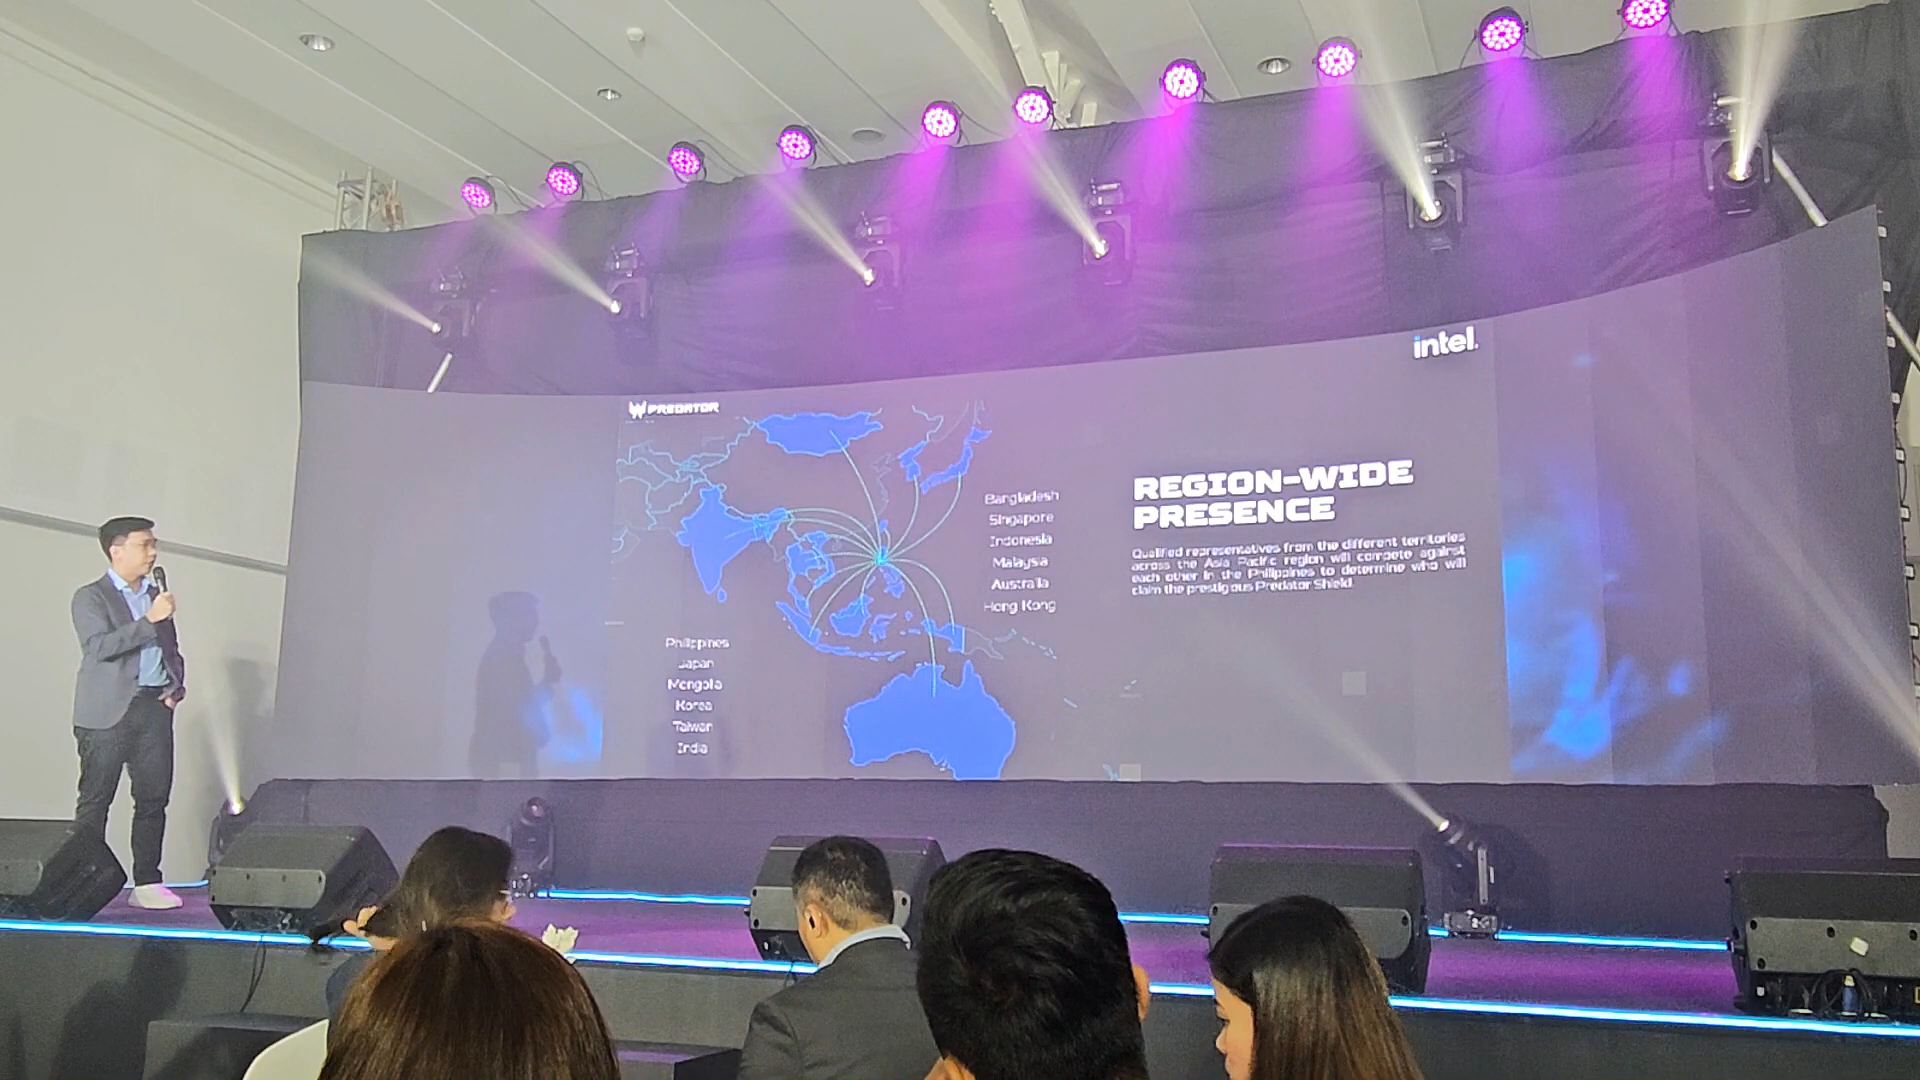 intel.
PREDATOR
REGION-WIDE
PRESENCE
Qualified representatives from the different territories
across the Asia Pacific region will compete against
each other in the Philippines to determine who will
claim the prestigious Predator Shield.
Bangladesh
Singapore
Indonesia
Malaysia
Australia
Hong Kong
Philippines
Japan
Mongolia
Korea
Taiwan
India